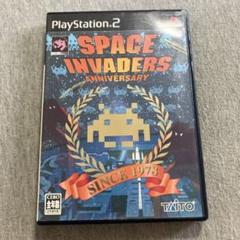 PlayStation 2
SPACE
INVADERS
ANNIVERSARY
SINCE 1978
TAITO